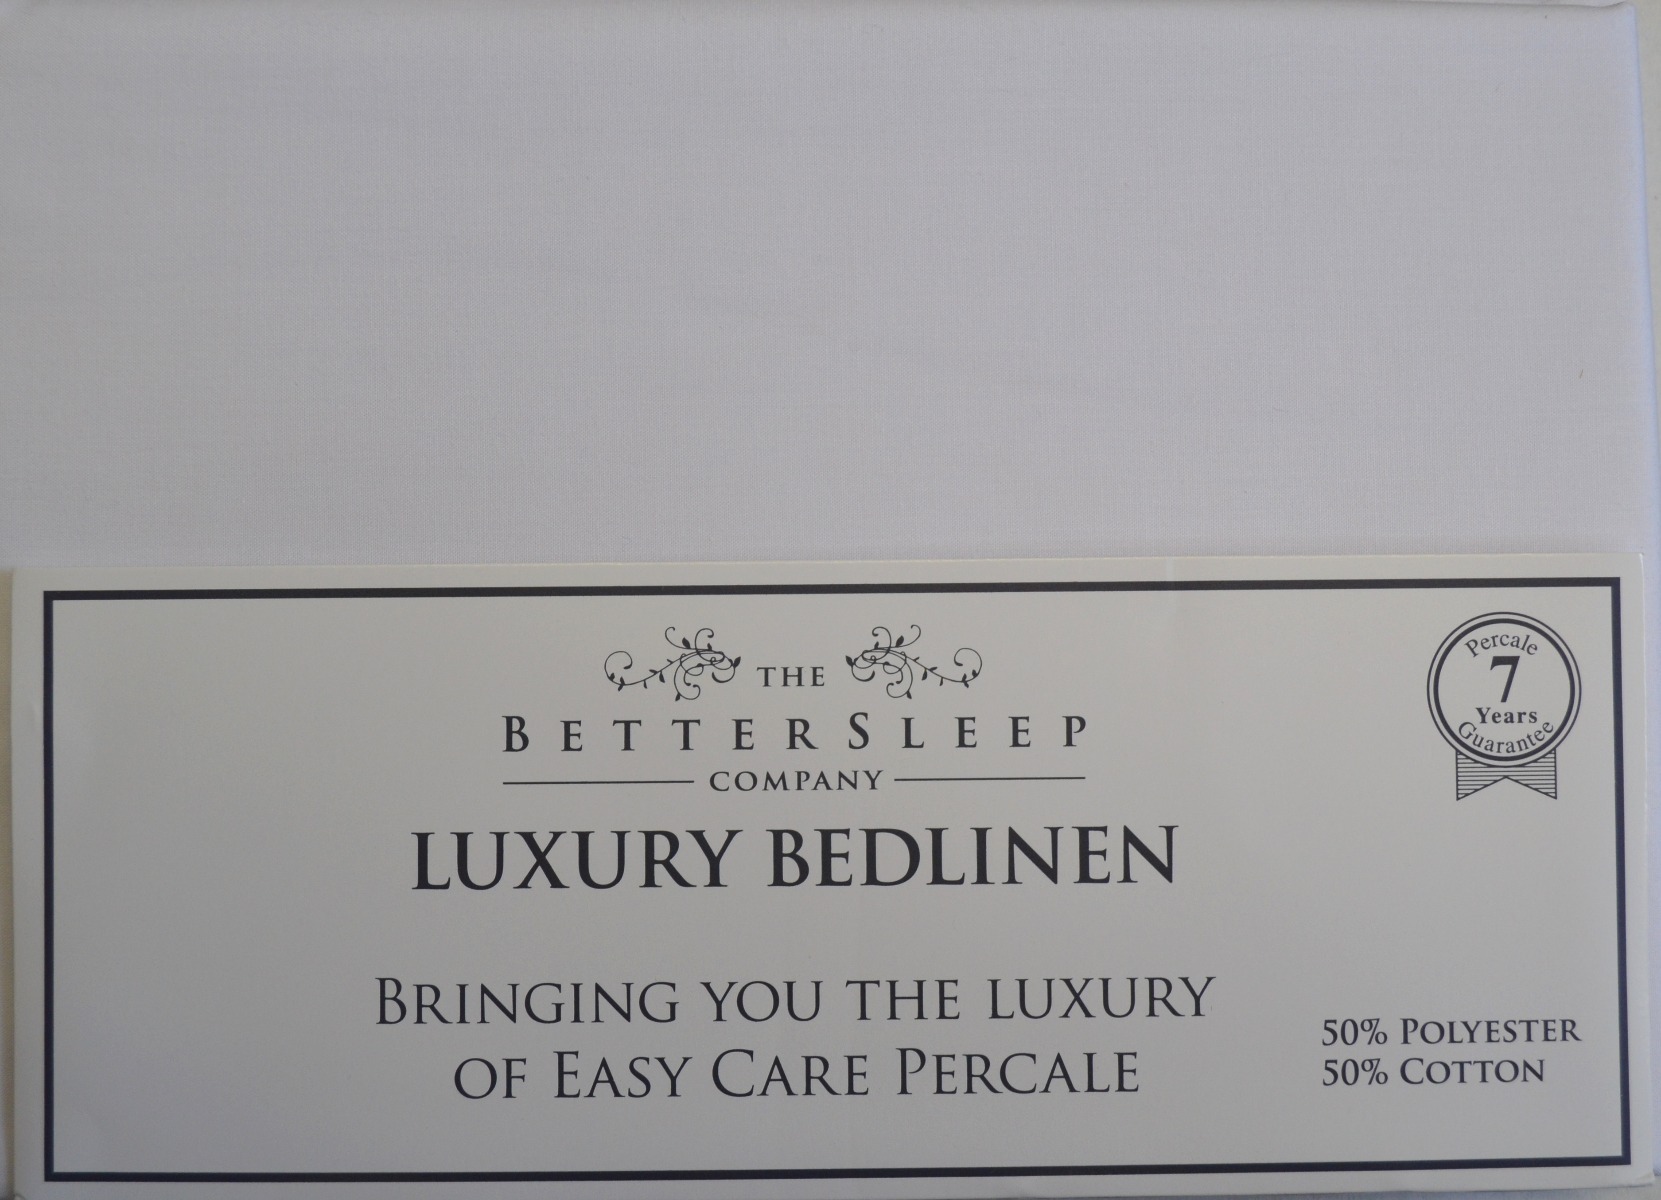 THE
BETTERSLEEP
COMPANY
LUXURY BEDLINEN
BRINGING YOU THE LUXURY
OF EASY CARE PERCALE
Percale
7
Years
Guarantee
50% POLYESTER
50% COTTON